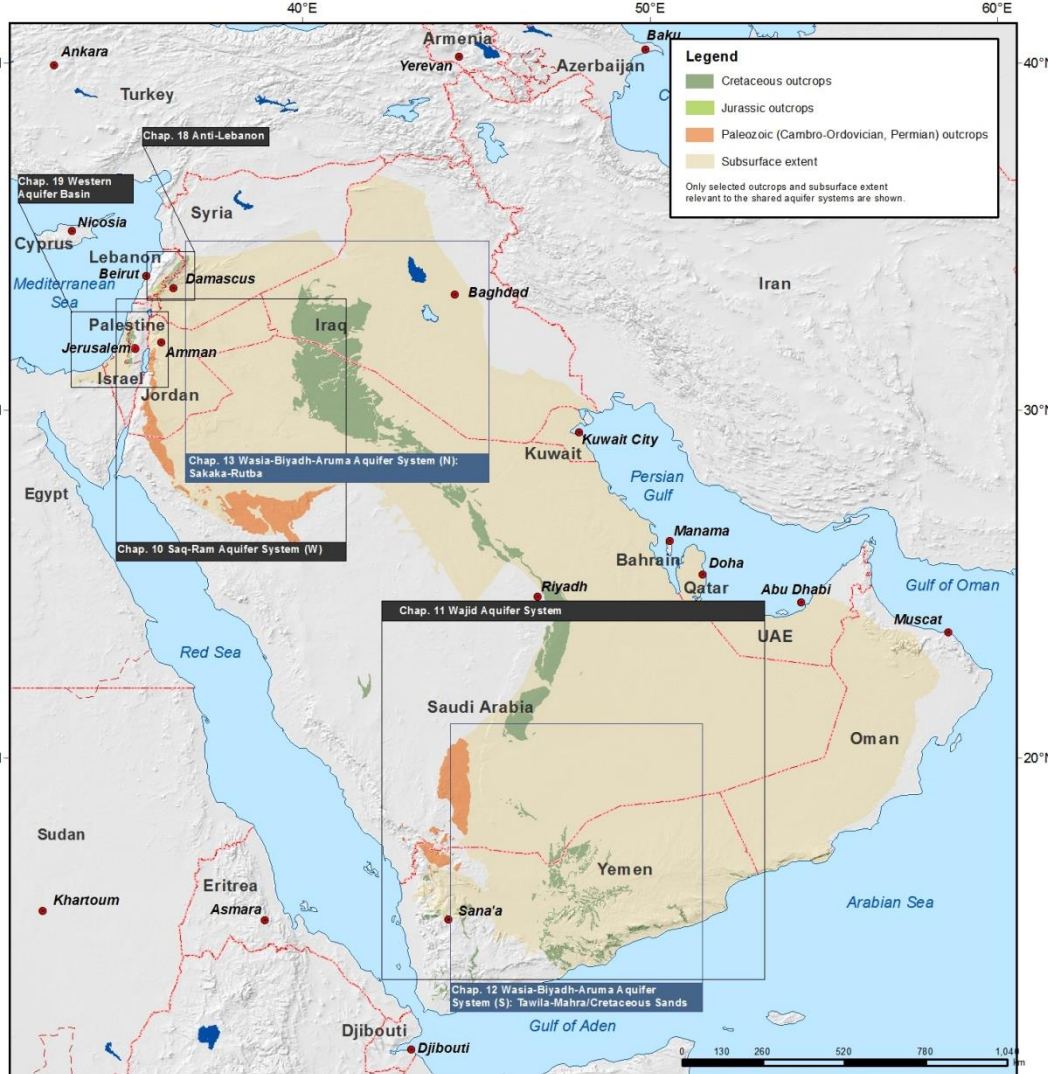 40°E
50°E
60°E
Ankara
Armenia
Baku
Yerevan
Azerbaijan
40°N
Turkey
C
Legend
Cretaceous outcrops
Jurassic outcrops
Paleozoic (Cambro-Ordovician, Permian) outcrops
Subsurface extent
Only selected outcrops and subsurface extent
relevant to the shared aquifer systems are shown.
Chap. 18 Anti-Lebanon
Chap. 19 Western
Aquifer Basin
Syria
Nicosia
Cyprus
Lebanon
Beirut
Damascus
Mediterranean
Sea
Iran
Baghdad
Palestine
Iraq
Jerusalem
Amman
Israel
Jordan
30°N
Kuwait City
Kuwait
Chap. 13 Wasia-Biyadh-Aruma Aquifer System (N):
Sakaka-Rutba
Egypt
Persian
Gulf
Chap. 10 Saq-Ram Aquifer System (W)
Manama
Bahrain
Doha
Qatar
Abu Dhabi
Gulf of Oman
Riyadh
Chap. 11 Wajid Aquifer System
UAE
Muscat
Red Sea
Saudi Arabia
Oman
20°N
Sudan
Yemen
Eritrea
Khartoum
Asmara
Sana'a
Arabian Sea
Chap. 12 Wasia-Biyadh-Aruma Aquifer
System (S): Tawila-Mahra/Cretaceous Sands
Djibouti
Gulf of Aden
Djibouti
0 130 260 520 780 1,040
km